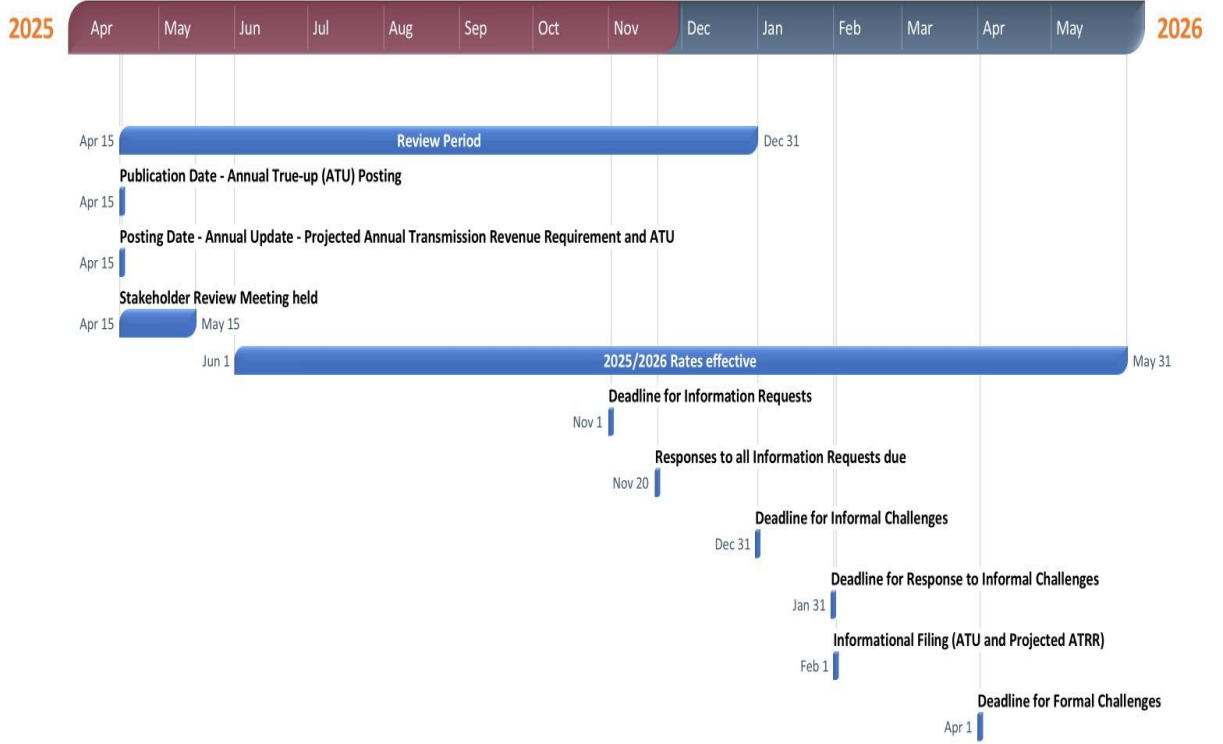 2025 Apr May Jun Jul Aug Sep Oct Nov Dec Jan Feb Mar Apr May 2026
Apr 15 Review Period Dec 31
Publication Date - Annual True-up (ATU) Posting
Apr 15
Posting Date - Annual Update - Projected Annual Transmission Revenue Requirement and ATU
Apr 15
Stakeholder Review Meeting held
Apr 15 May 15
Jun 1 2025/2026 Rates effective May 31
Deadline for Information Requests
Nov 1
Responses to all Information Requests due
Nov 20
Deadline for Informal Challenges
Dec 31
Deadline for Response to Informal Challenges
Jan 31
Informational Filing (ATU and Projected ATRR)
Feb 1
Deadline for Formal Challenges
Apr 1